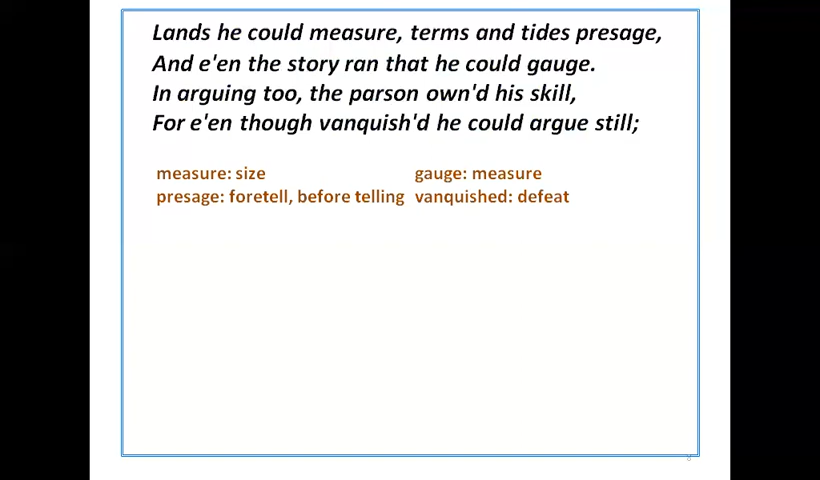 Lands he could measure, terms and tides presage,
And e'en the story ran that he could gauge.
In arguing too, the parson own'd his skill,
For e'en though vanquish'd he could argue still;
measure: size gauge: measure
presage: foretell, before telling vanquished: defeat